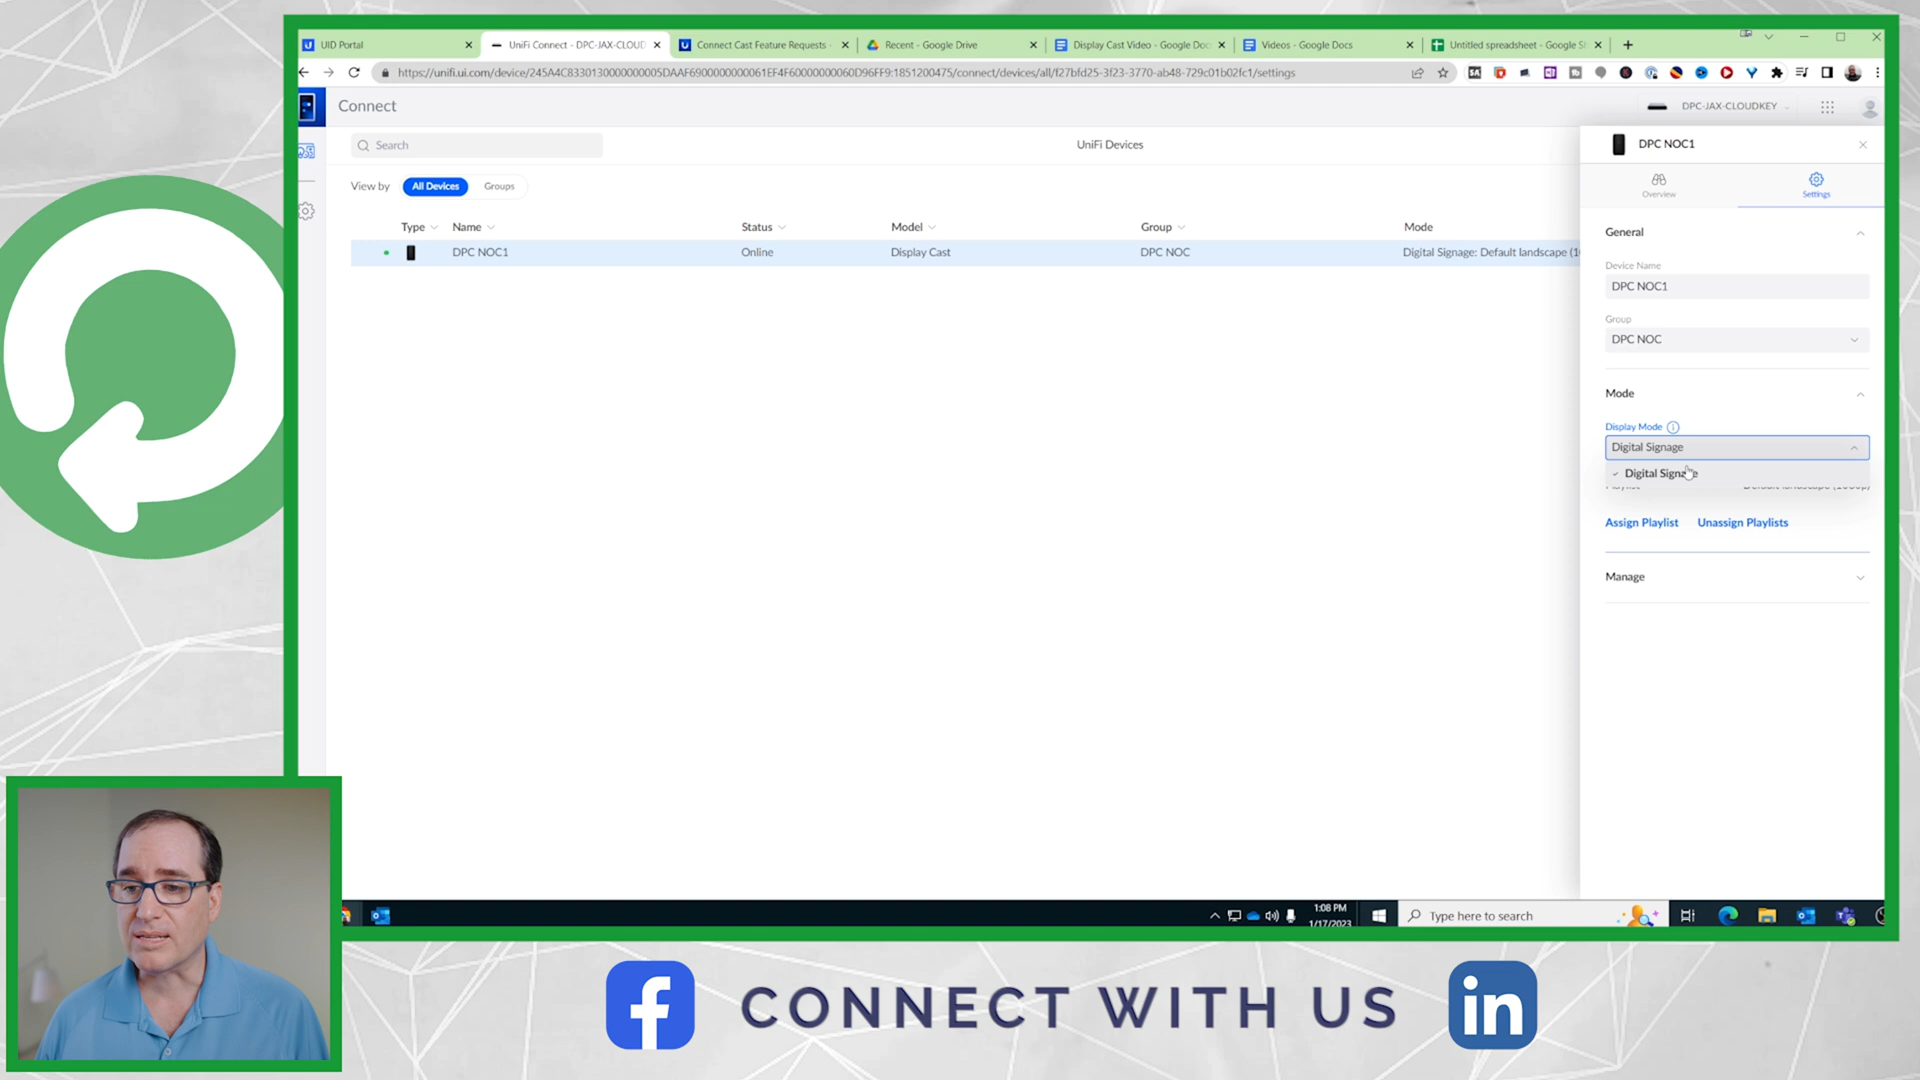 UID Portal
UniFi Connect - DPC-JAX-CLOUD
Connect Cast Feature Requests -
Recent - Google Drive
Display Cast Video - Google Doc
Videos - Google Docs
Untitled spreadsheet - Google S
https://unifi.ui.com/device/245A4C8330130000000005DAAF6900000000061EF4F60000000060D96FF9:1851200475/connect/devices/all/f27bfd25-3f23-3770-ab48-729c01b02fc1/settings
Connect
DPC-JAX-CLOUDKEY
Search
UniFi Devices
DPC NOC1
View by
All Devices
Groups
Overview
Settings
Type
Name
Status
Model
Group
Mode
DPC NOC1
Online
Display Cast
DPC NOC
Digital Signage: Default landscape (1
General
Device Name
DPC NOC1
Group
DPC NOC
Mode
Display Mode
Digital Signage
Digital Signage
Assign Playlist
Unassign Playlists
Manage
1:08 PM
1/17/2023
Type here to search
f
CONNECT WITH US
in